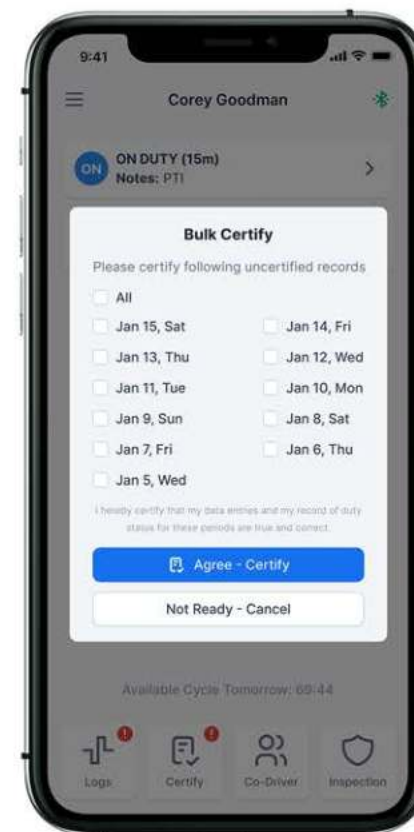 9:41
Corey Goodman
ON
ON DUTY (15m)
Notes: PTI
Bulk Certify
Please certify following uncertified records
All
Jan 15, Sat
Jan 14, Fri
Jan 13, Thu
Jan 12, Wed
Jan 11, Tue
Jan 10, Mon
Jan 9, Sun
Jan 8, Sat
Jan 7, Fri
Jan 6, Thu
Jan 5, Wed
I hereby certify that my data entries and my record of duty
status for these periods are true and correct.
Agree - Certify
Not Ready - Cancel
Available Cycle Tomorrow: 69:44
Logs
Certify
Co-Driver
Inspection